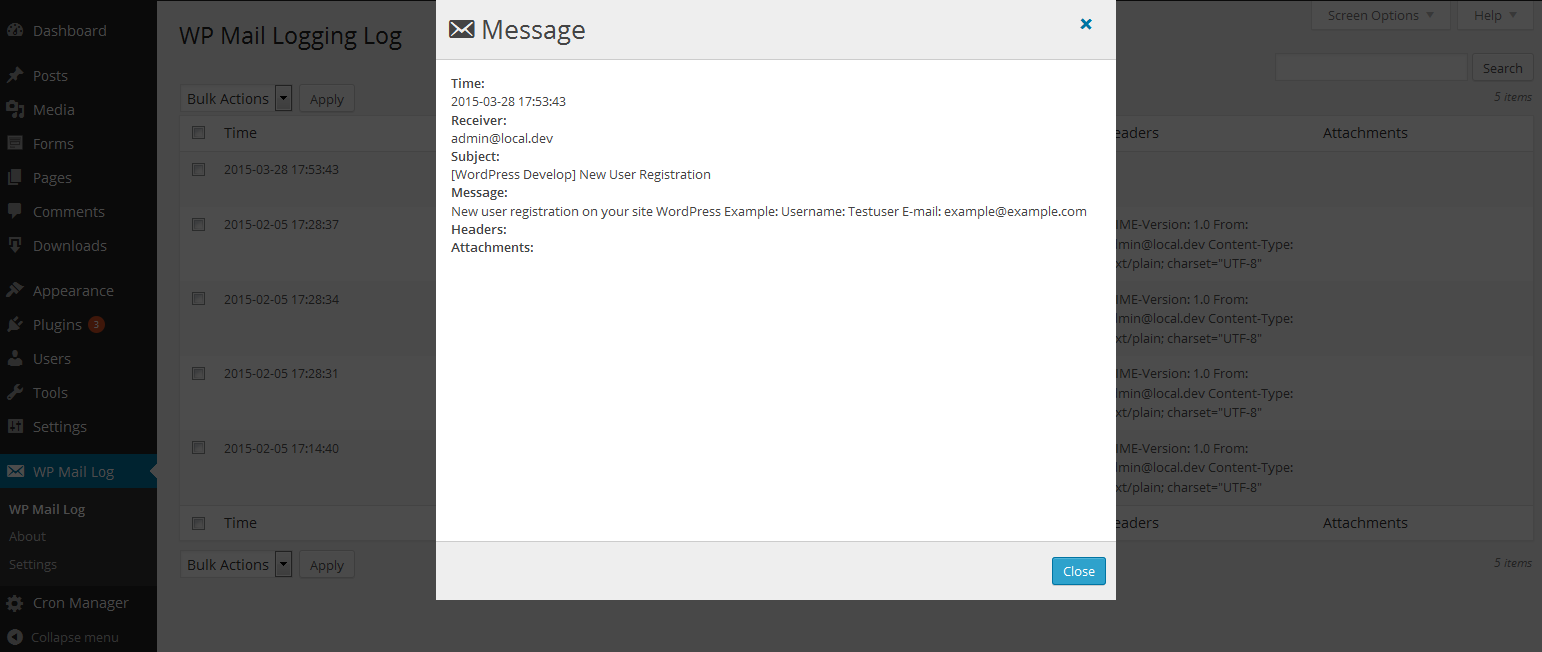 Dashboard
Posts
Media
Forms
Pages
Comments
Downloads
Appearance
Plugins 3
Users
Tools
Settings
WP Mail Log
WP Mail Log
About
Settings
Cron Manager
Collapse menu
WP Mail Logging Log
Screen Options
Help
Search
Bulk Actions
Apply
5 items
Time
eaders
Attachments
2015-03-28 17:53:43
2015-02-05 17:28:37
IME-Version: 1.0 From:
dmin@local.dev Content-Type:
xt/plain; charset="UTF-8"
2015-02-05 17:28:34
IME-Version: 1.0 From:
dmin@local.dev Content-Type:
xt/plain; charset="UTF-8"
2015-02-05 17:28:31
IME-Version: 1.0 From:
dmin@local.dev Content-Type:
xt/plain; charset="UTF-8"
2015-02-05 17:14:40
IME-Version: 1.0 From:
dmin@local.dev Content-Type:
xt/plain; charset="UTF-8"
Time
eaders
Attachments
Bulk Actions
Apply
5 items
Message
Time:
2015-03-28 17:53:43
Receiver:
admin@local.dev
Subject:
[WordPress Develop] New User Registration
Message:
New user registration on your site WordPress Example: Username: Testuser E-mail: example@example.com
Headers:
Attachments:
Close